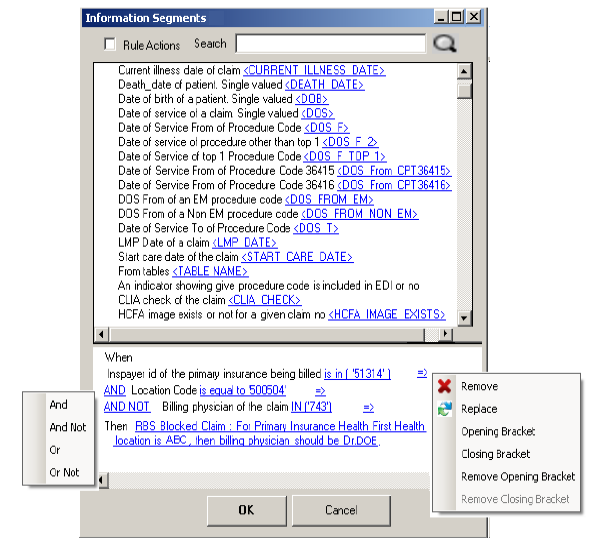 Information Segments
Rule Actions Search
Current illness date of claim <CURRENT_ILLNESS_DATE>
Death_date of patient. Single valued <DEATH_DATE>
Date of birth of a patient. Single valued <DOB>
Date of service of a claim. Single valued <DOS>
Date of Service From of Procedure Code <DOS_F>
Date of service of procedure other than top 1 <DOS_F_2>
Date of Service of top 1 Procedure Code <DOS_F_TOP_1>
Date of Service From of Procedure Code 36415 <DOS_From_CPT36415>
Date of Service From of Procedure Code 36416 <DOS_From_CPT36416>
DOS From of an EM procedure code <DOS_FROM_EM>
DOS From of a Non EM procedure code <DOS_FROM_NON_EM>
Date of Service To of Procedure Code <DOS_T>
LMP Date of a claim <LMP_DATE>
Start care date of the claim <START_CARE_DATE>
From tables <TABLE NAME>
An indicator showing give procedure code is included in EDI or no
CLIA check of the claim <CLIA_CHECK>
HCFA image exists or not for a given claim no <HCFA_IMAGE_EXISTS>
When
Inspayer id of the primary insurance being billed is in ( '51314' ) =>
AND Location Code is equal to 500504' =>
AND NOT Billing physician of the claim IN ('743') =>
Then RBS Blocked Claim : For Primary Insurance Health First Health
location is ABC, then billing physician should be Dr.DOE.
And
And Not
Or
Or Not
Remove
Replace
Opening Bracket
Closing Bracket
Remove Opening Bracket
Remove Closing Bracket
OK Cancel